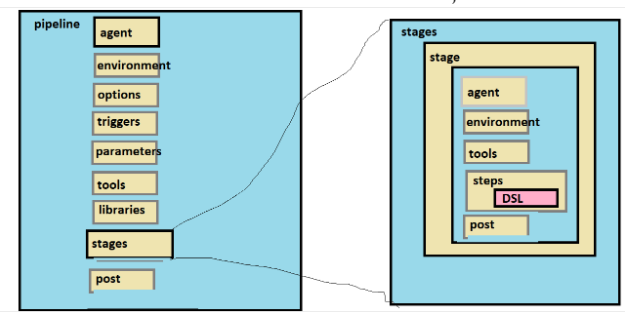 pipeline
agent
environment
options
triggers
parameters
tools
libraries
stages
post
stages
stage
agent
environment
tools
steps
DSL
post